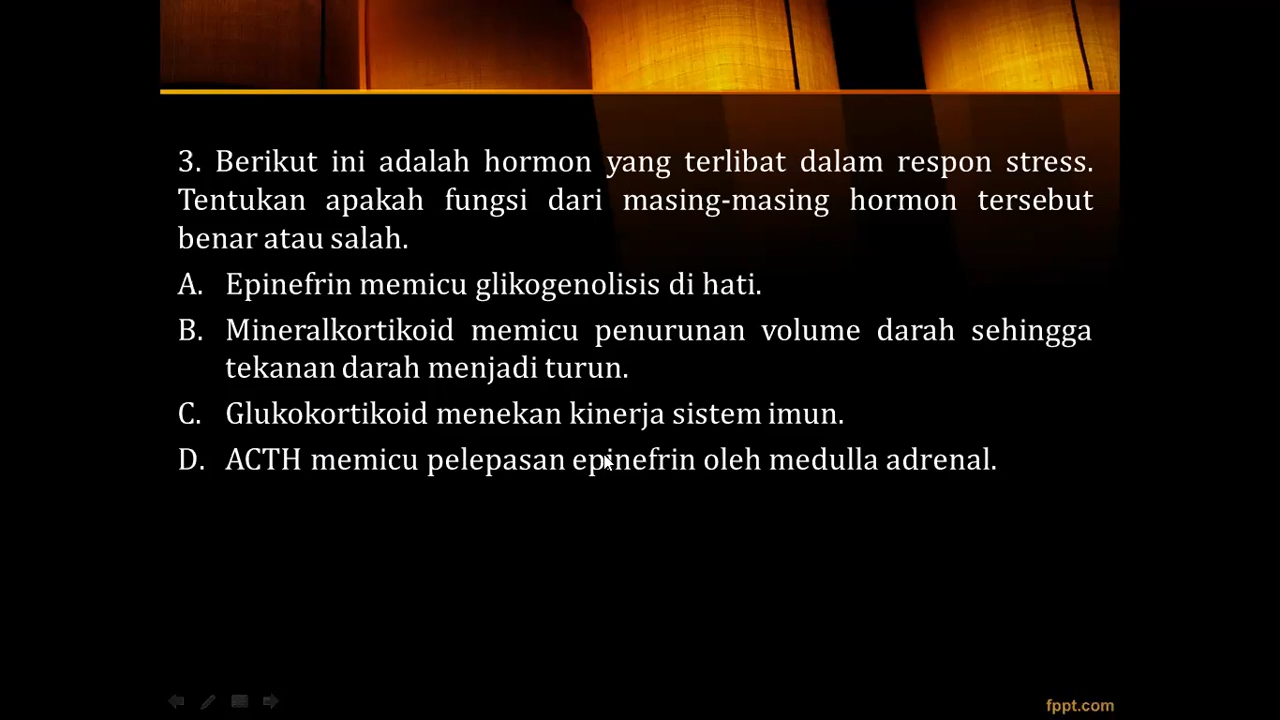 3. Berikut ini adalah hormon yang terlibat dalam respon stress.
Tentukan apakah fungsi dari masing-masing hormon tersebut
benar atau salah.
A. Epinefrin memicu glikogenolisis di hati.
B. Mineralkortikoid memicu penurunan volume darah sehingga
tekanan darah menjadi turun.
C. Glukokortikoid menekan kinerja sistem imun.
D. ACTH memicu pelepasan epinefrin oleh medulla adrenal.
fppt.com